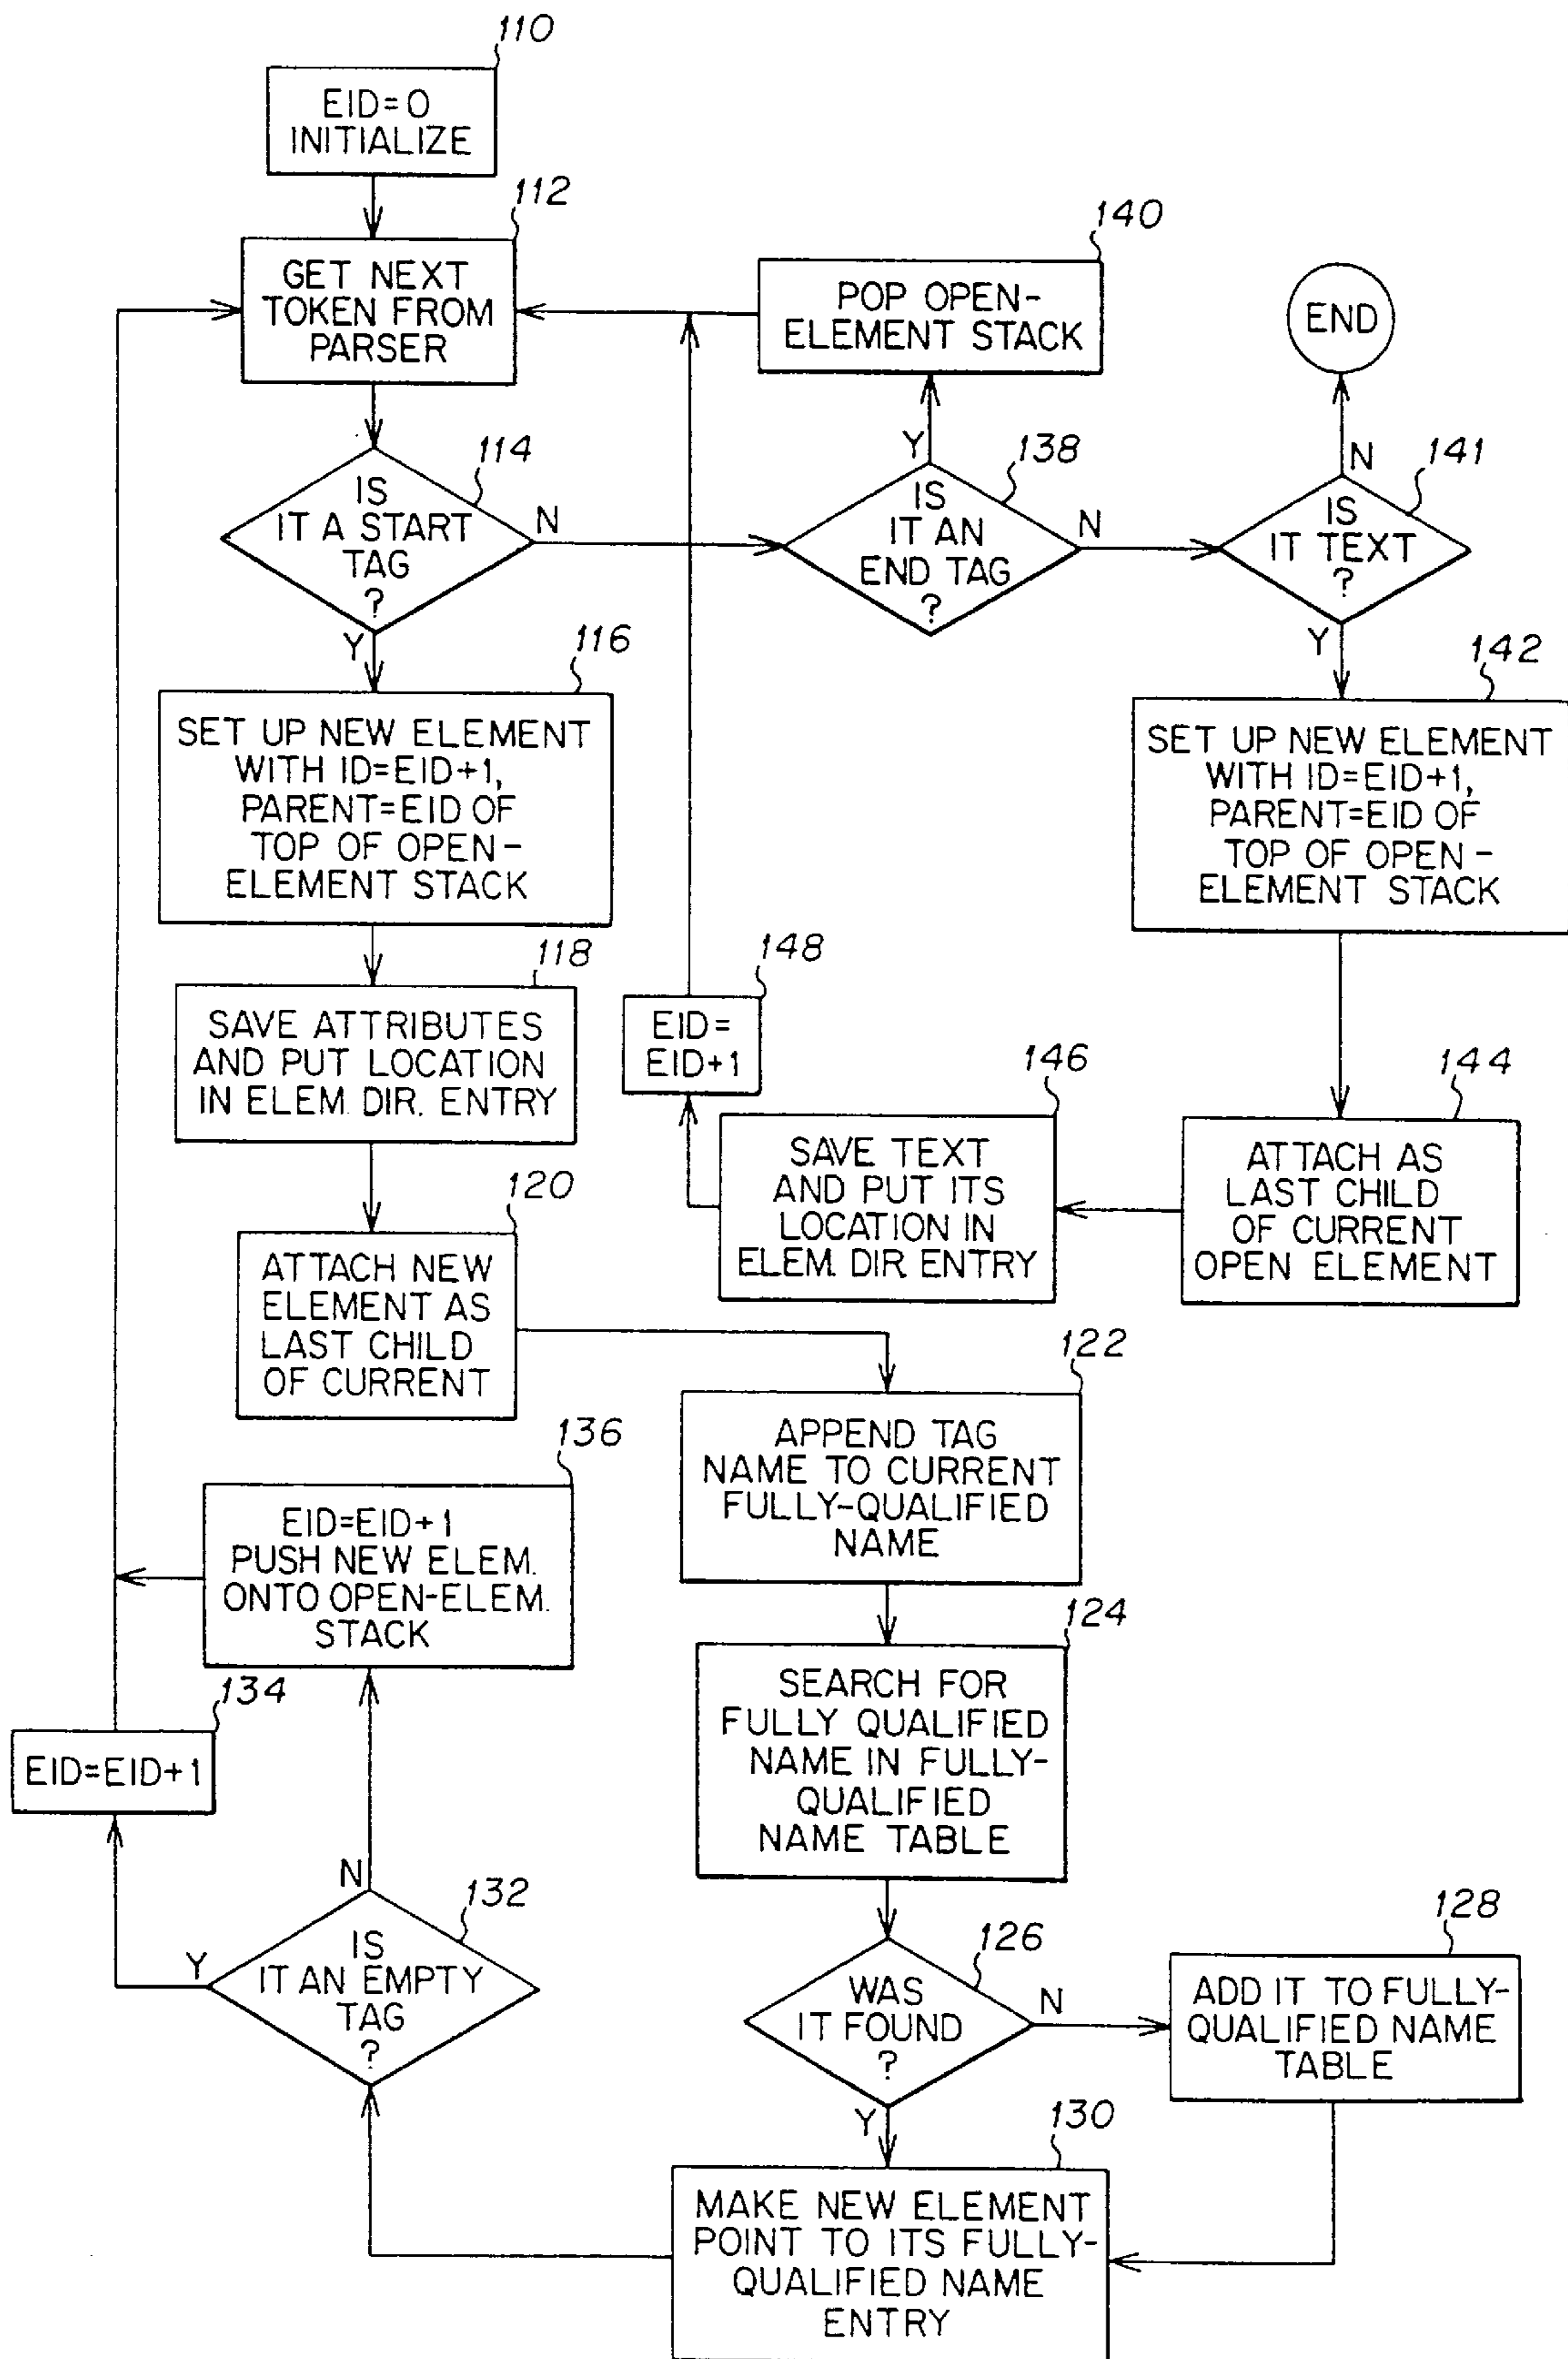 110
EID=0
INITIALIZE
112
GET NEXT
TOKEN FROM
PARSER
140
POP OPEN-
ELEMENT STACK
END
114
IS
IT A START
TAG
?
N
Y
138
Y
IS
IT AN
END TAG
?
N
141
N
IS
IT TEXT
?
Y
116
SET UP NEW ELEMENT
WITH ID=EID+1,
PARENT=EID OF
TOP OF OPEN-
ELEMENT STACK
142
SET UP NEW ELEMENT
WITH ID=EID+1,
PARENT=EID OF
TOP OF OPEN-
ELEMENT STACK
118
SAVE ATTRIBUTES
AND PUT LOCATION
IN ELEM. DIR. ENTRY
148
EID=
EID+1
146
SAVE TEXT
AND PUT ITS
LOCATION IN
ELEM. DIR. ENTRY
144
ATTACH AS
LAST CHILD
OF CURRENT
OPEN ELEMENT
120
ATTACH NEW
ELEMENT AS
LAST CHILD
OF CURRENT
122
APPEND TAG
NAME TO CURRENT
FULLY-QUALIFIED
NAME
136
EID=EID+1
PUSH NEW ELEM.
ONTO OPEN-ELEM.
STACK
124
SEARCH FOR
FULLY QUALIFIED
NAME IN FULLY-
QUALIFIED
NAME TABLE
134
EID=EID+1
132
N
Y
IS
IT AN EMPTY
TAG
?
126
WAS
IT FOUND
?
N
Y
128
ADD IT TO FULLY-
QUALIFIED NAME
TABLE
130
MAKE NEW ELEMENT
POINT TO ITS FULLY-
QUALIFIED NAME
ENTRY